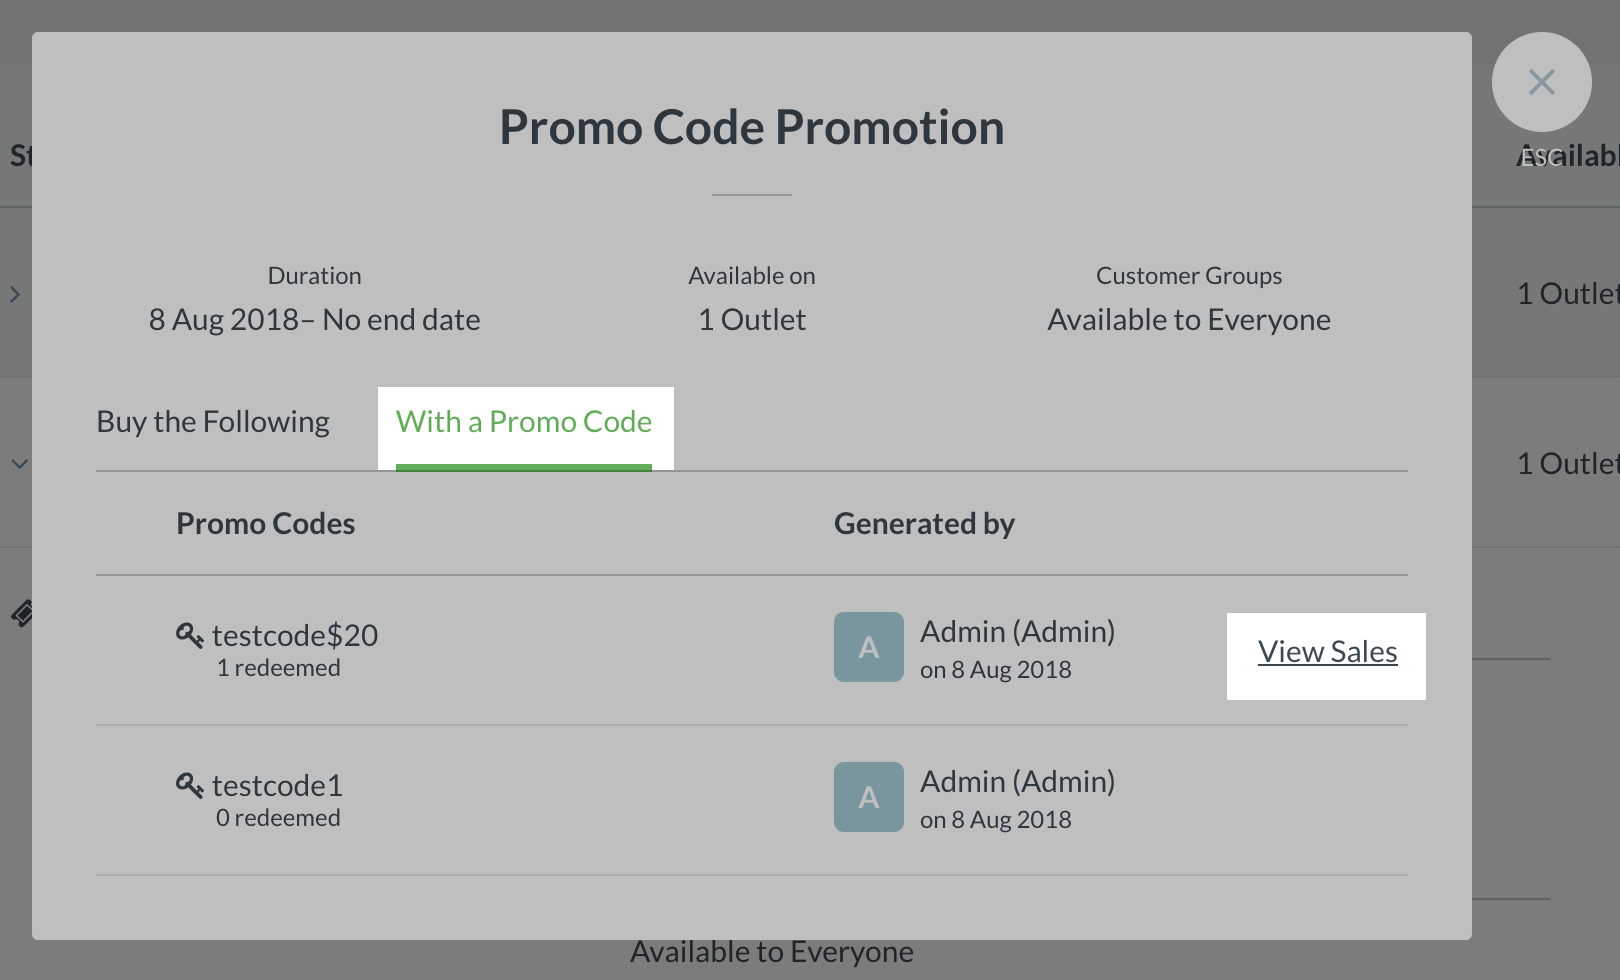 Promo Code Promotion
ESC
Duration
8 Aug 2018– No end date
Available on
1 Outlet
Customer Groups
Available to Everyone
Buy the Following
With a Promo Code
Promo Codes
Generated by
testcode$20
1 redeemed
A
Admin (Admin)
on 8 Aug 2018
View Sales
testcode1
0 redeemed
A
Admin (Admin)
on 8 Aug 2018
1 Outlet
1 Outlet
Available to Everyone